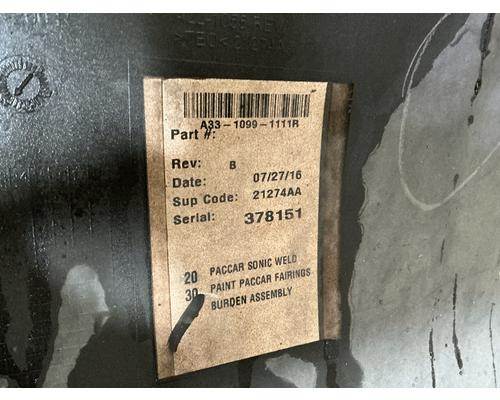 A33-1099-1111R
Part #:
Rev: B
Date: 07/27/16
Sup Code: 21274AA
Serial: 378151
20 PACCAR SONIC WELD
30 PAINT PACCAR FAIRINGS
BURDEN ASSEMBLY